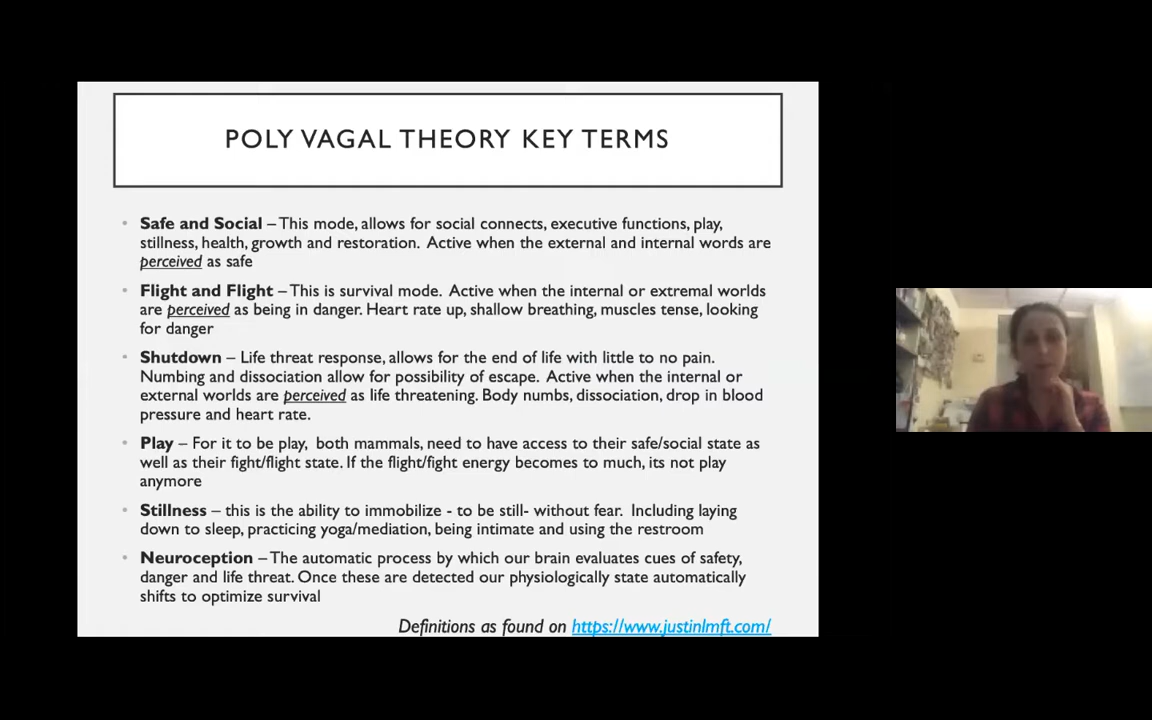 POLY VAGAL THEORY KEY TERMS
• Safe and Social – This mode, allows for social connects, executive functions, play,
stillness, health, growth and restoration. Active when the external and internal words are
perceived as safe
• Flight and Flight – This is survival mode. Active when the internal or extremal worlds
are perceived as being in danger. Heart rate up, shallow breathing, muscles tense, looking
for danger
• Shutdown – Life threat response, allows for the end of life with little to no pain.
Numbing and dissociation allow for possibility of escape. Active when the internal or
external worlds are perceived as life threatening. Body numbs, dissociation, drop in blood
pressure and heart rate.
• Play – For it to be play, both mammals, need to have access to their safe/social state as
well as their fight/flight state. If the flight/fight energy becomes to much, its not play
anymore
• Stillness – this is the ability to immobilize - to be still- without fear. Including laying
down to sleep, practicing yoga/mediation, being intimate and using the restroom
• Neuroception – The automatic process by which our brain evaluates cues of safety,
danger and life threat. Once these are detected our physiologically state automatically
shifts to optimize survival
Definitions as found on https://www.justinlmft.com/